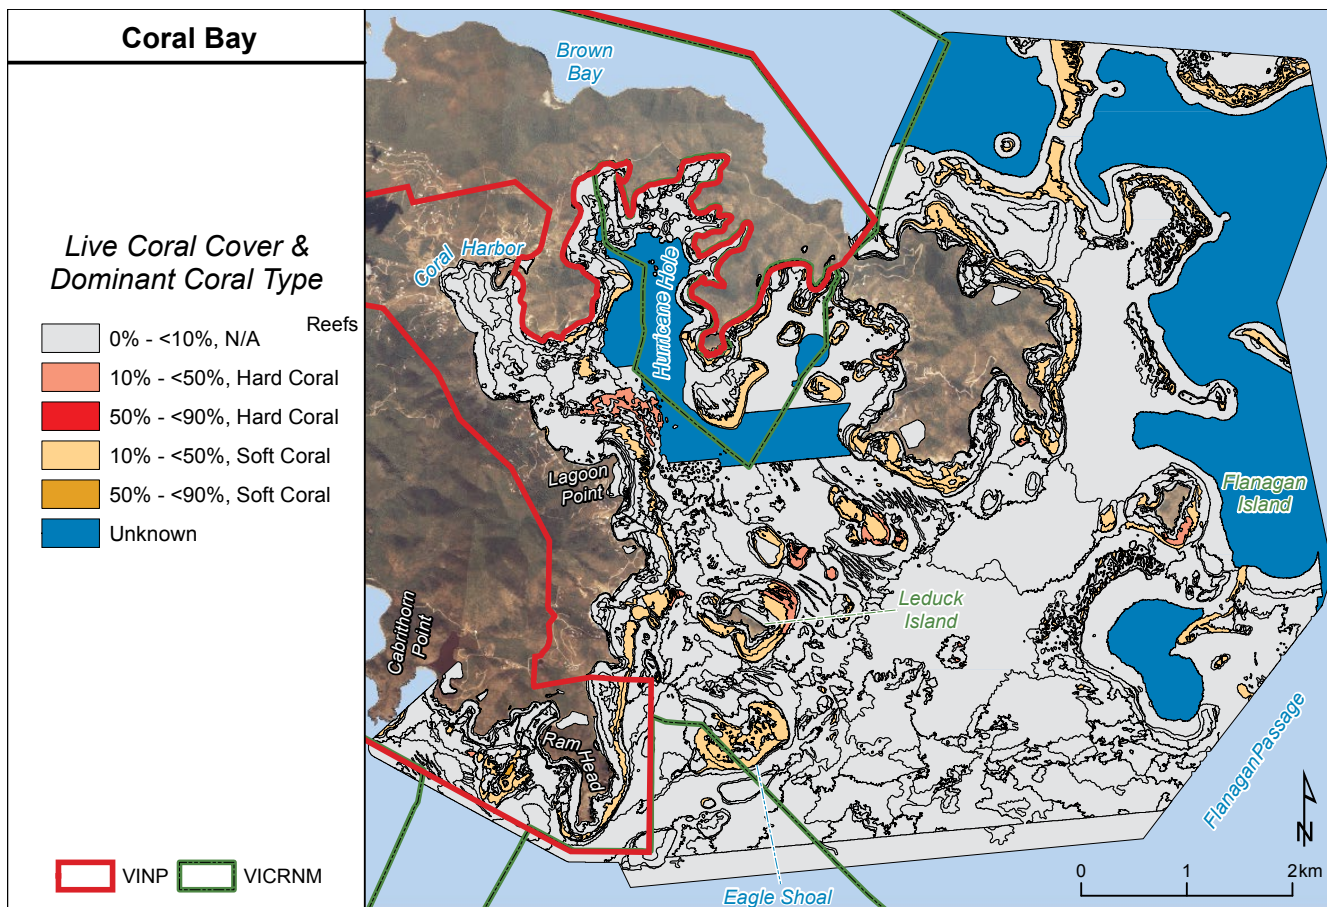 Coral Bay
Live Coral Cover &
Dominant Coral Type
Reefs
0% - <10%, N/A
10% - <50%, Hard Coral
50% - <90%, Hard Coral
10% - <50%, Soft Coral
50% - <90%, Soft Coral
Unknown
VINP
VICRNM
Brown
Bay
Coral Harbor
Hurricane Hole
Lagoon
Point
Flanagan
Island
Leduck
Island
Cabrithorn
Point
Ram Head
Eagle Shoal
Flanagan Passage
N
0 1 2 km